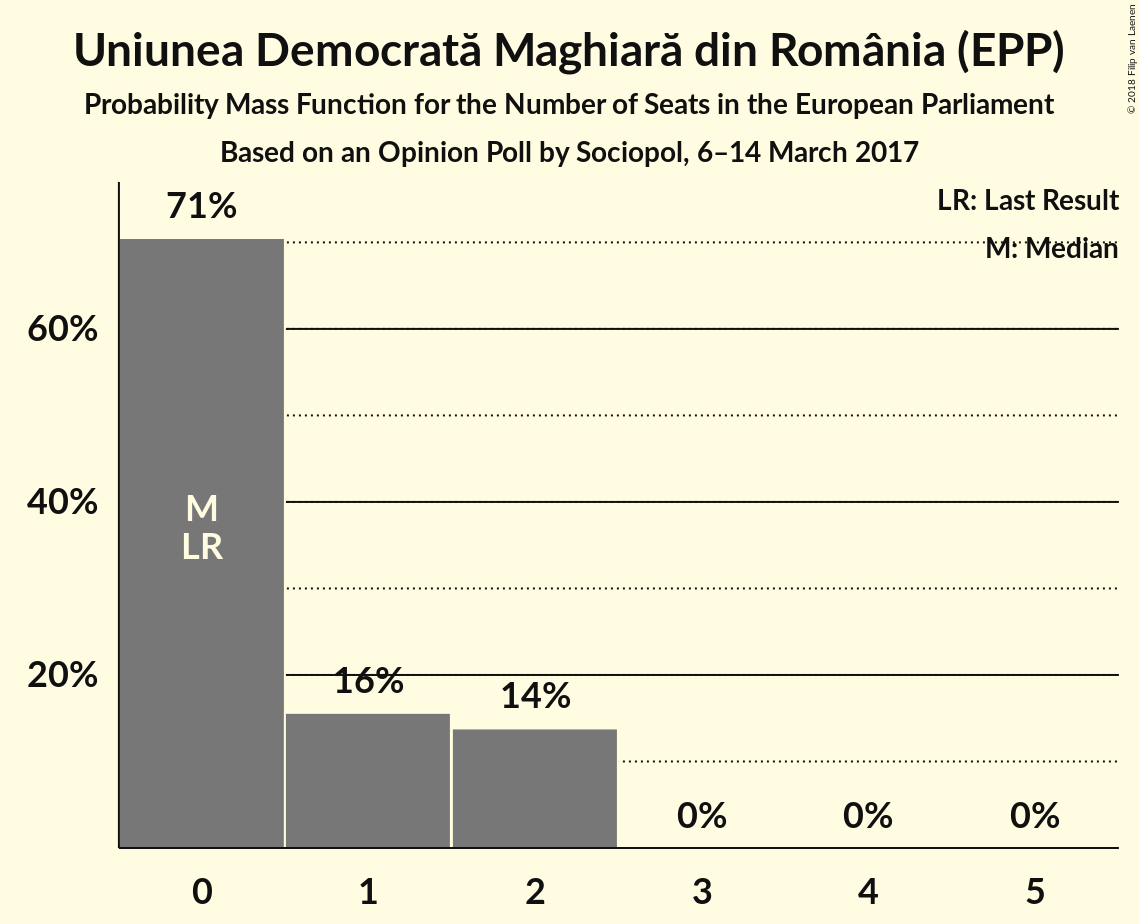 Uniunea Democrată Maghiară din România (EPP)
Probability Mass Function for the Number of Seats in the European Parliament
Based on an Opinion Poll by Sociopol, 6–14 March 2017
© 2018 Filip van Laenen
LR: Last Result
M: Median
71%
60%
40%
20%
M
LR
16%
14%
0%
0%
0%
0
1
2
3
4
5